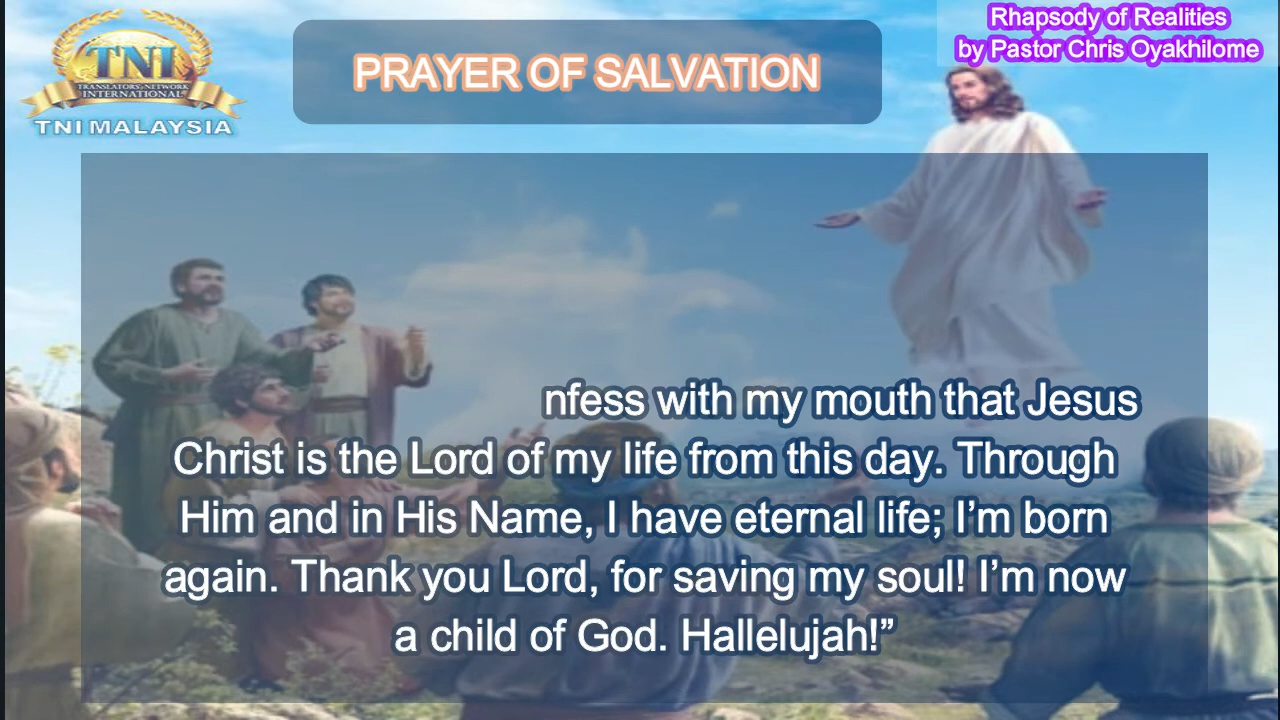 TNI
TRANSLATORS NETWORK
INTERNATIONAL
TNI MALAYSIA
PRAYER OF SALVATION
Rhapsody of Realities
by Pastor Chris Oyakhilome
nfess with my mouth that Jesus
Christ is the Lord of my life from this day. Through
Him and in His Name, I have eternal life; I’m born
again. Thank you Lord, for saving my soul! I’m now
a child of God. Hallelujah!”